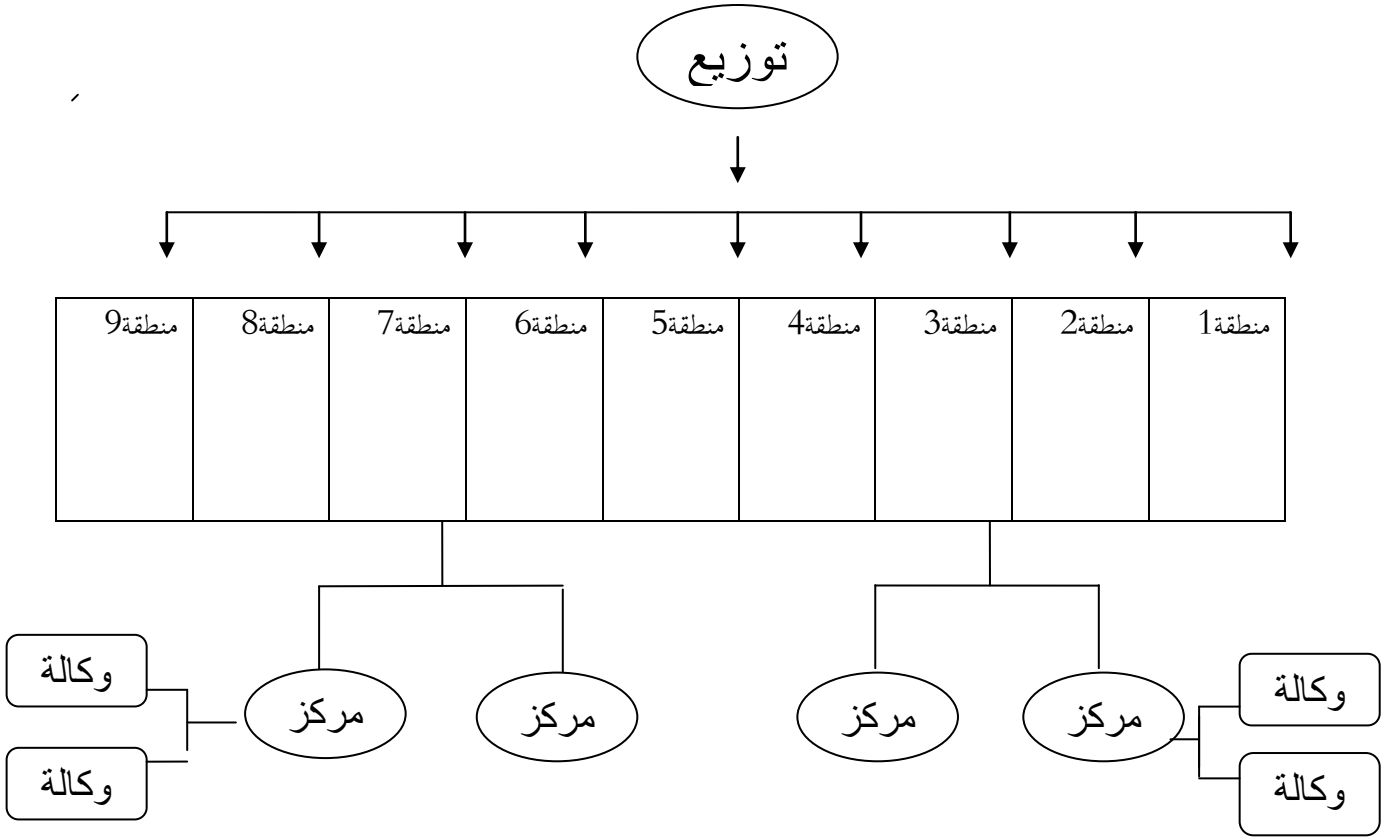 توزيع
منطقة1
منطقة2
منطقة3
منطقة4
منطقة5
منطقة6
منطقة7
منطقة8
منطقة9
وكالة
وكالة
مركز
مركز
مركز
مركز
وكالة
وكالة